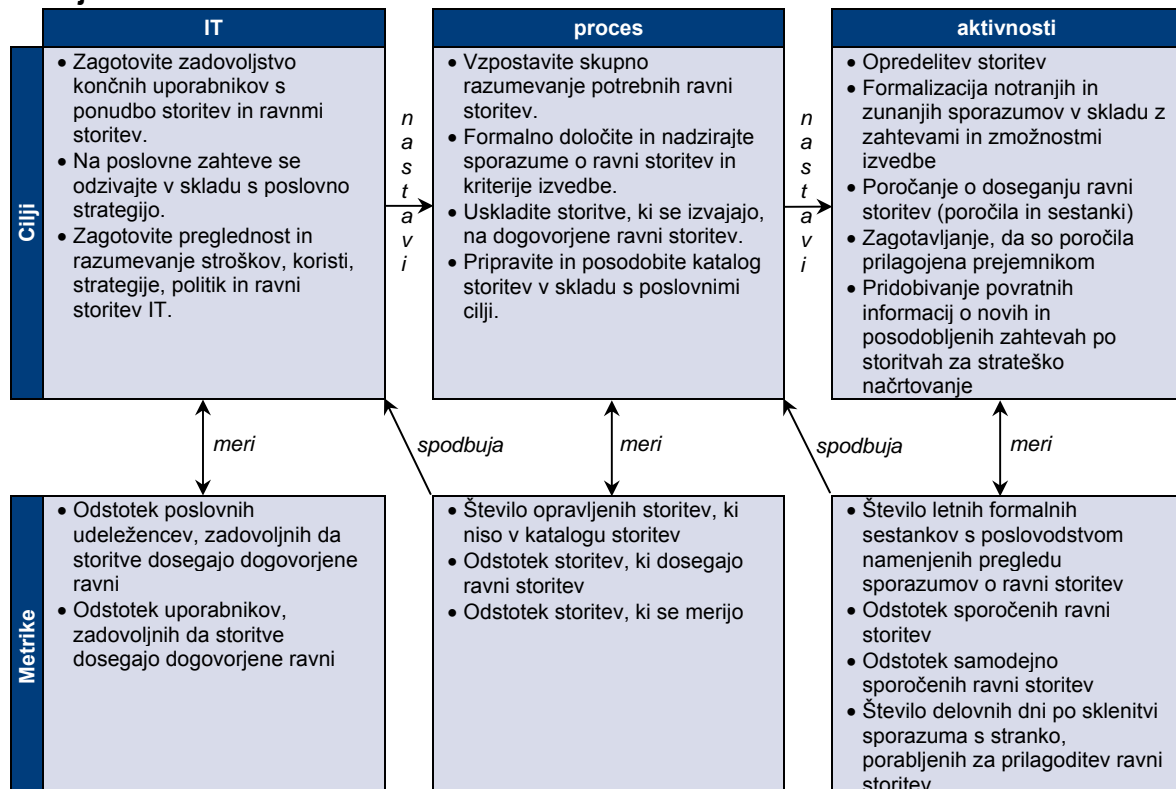 IT
proces
aktivnosti
Cilji
• Zagotovite zadovoljstvo
končnih uporabnikov s
ponudbo storitev in ravnmi
storitev.
• Na poslovne zahteve se
odzivajte v skladu s poslovno
strategijo.
• Zagotovite preglednost in
razumevanje stroškov, koristi,
strategije, politik in ravni
storitev IT.
nastavi
• Vzpostavite skupno
razumevanje potrebnih ravni
storitev.
• Formalno določite in nadzirajte
sporazume o ravni storitev in
kriterije izvedbe.
• Uskladite storitve, ki se izvajajo,
na dogovorjene ravni storitev.
• Pripravite in posodobite katalog
storitev v skladu s poslovnimi
cilji.
nastavi
• Opredelitev storitev
• Formalizacija notranjih in
zunanjih sporazumov v skladu z
zahtevami in zmožnostmi
izvedbe
• Poročanje o doseganju ravni
storitev (poročila in sestanki)
• Zagotavljanje, da so poročila
prilagojena prejemnikom
• Pridobivanje povratnih
informacij o novih in
posodobljenih zahtevah po
storitvah za strateško
načrtovanje
meri
spodbuja
meri
spodbuja
meri
Metrike
• Odstotek poslovnih
udeležencev, zadovoljnih da
storitve dosegajo dogovorjene
ravni
• Odstotek uporabnikov,
zadovoljnih da storitve
dosegajo dogovorjene ravni
• Število opravljenih storitev, ki
niso v katalogu storitev
• Odstotek storitev, ki dosegajo
ravni storitev
• Odstotek storitev, ki se merijo
• Število letnih formalnih
sestankov s poslovodstvom
namenjenih pregledu
sporazumov o ravni storitev
• Odstotek sporočenih ravni
storitev
• Odstotek samodejno
sporočenih ravni storitev
• Število delovnih dni po sklenitvi
sporazuma s stranko,
porabljenih za prilagoditev ravni
storitev